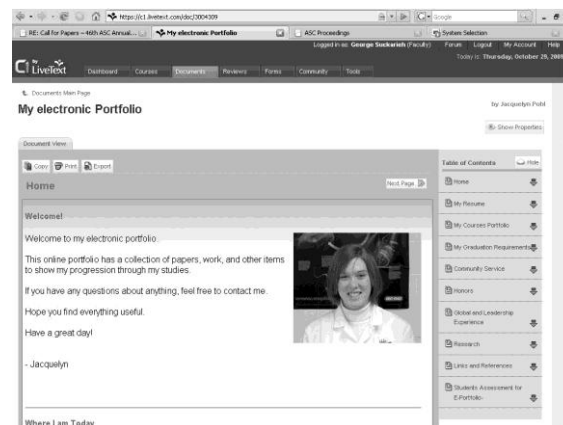 https://c1.livetext.com/doc/3004309
Google
RE: Call for Papers – 46th ASC Annual...
My electronic Portfolio
ASC Proceedings
System Selection
Logged in as: George Suckarieh (Faculty)
Forum Logout My Account Help
Today is: Thursday, October 29, 2009
C1 LiveText
Dashboard Courses Documents Reviews Forms Community Tools
Documents Main Page
My electronic Portfolio
by Jacquelyn Pohl
Show Properties
Document View
Copy Print Export
Home
Next Page
Welcome!
Welcome to my electronic portfolio.
This online portfolio has a collection of papers, work, and other items
to show my progression through my studies.
If you have any questions about anything, feel free to contact me.
Hope you find everything useful.
Have a great day!
- Jacquelyn
Where I am Today
Table of Contents
Hide
Home
My Resume
My Courses Portfolio
My Graduation Requirements
Community Service
Honors
Global and Leadership
Experience
Research
Links and References
Students Assessment for
E-Portfolio-